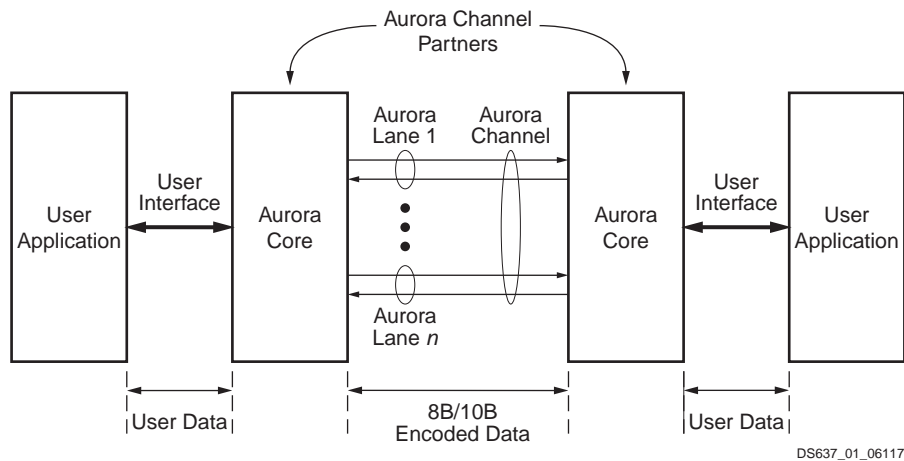 Aurora Channel
Partners
Aurora
Lane 1
Aurora
Channel
User
Interface
User
Interface
User
Application
Aurora
Core
Aurora
Core
User
Application
Aurora
Lane n
User Data
8B/10B
Encoded Data
User Data
DS637_01_06117